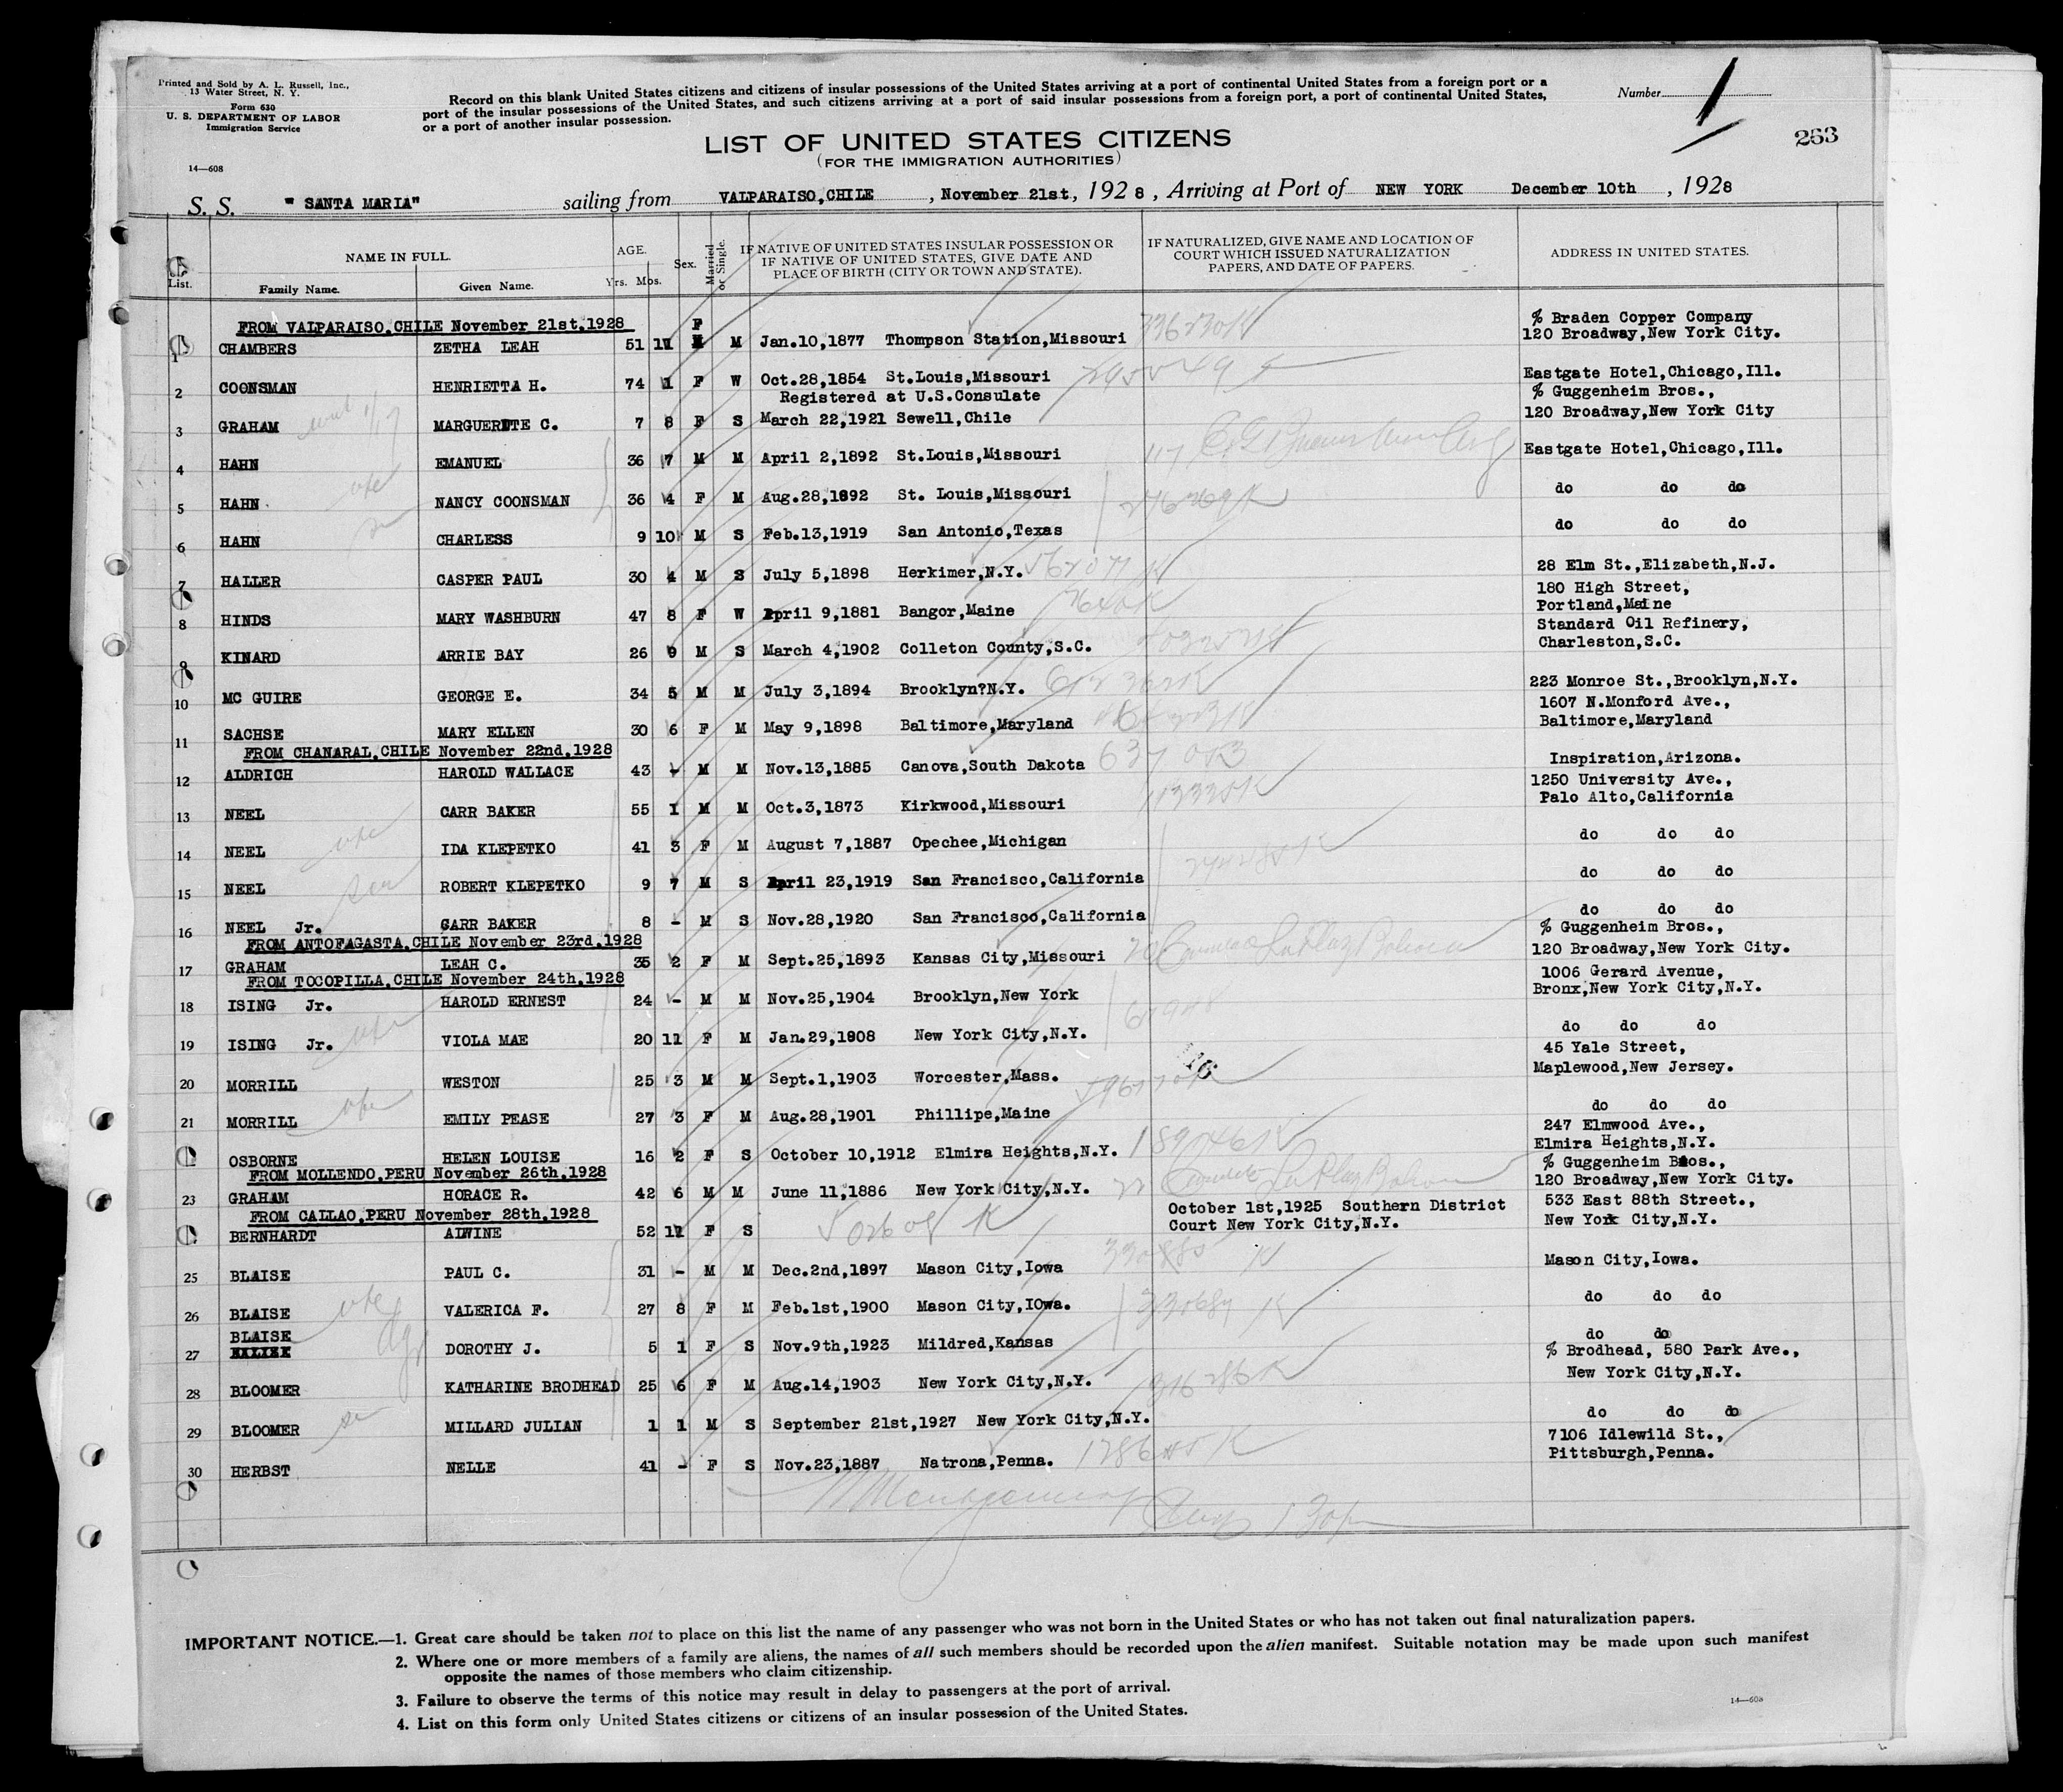 Printed and Sold by A. L. Russell, Inc.,
13 Water Street, N. Y.
Form 630
U. S. DEPARTMENT OF LABOR
Immigration Service
14—608
Record on this blank United States citizens and citizens of insular possessions of the United States arriving at a port of continental United States from a foreign port or a
port of the insular possessions of the United States, and such citizens arriving at a port of said insular possessions from a foreign port, a port of continental United States,
or a port of another insular possession.
Number 1
263
LIST OF UNITED STATES CITIZENS
(FOR THE IMMIGRATION AUTHORITIES)
S. S. "SANTA MARIA" sailing from VALPARAISO,CHILE , November 21st, 1928 , Arriving at Port of NEW YORK December 10th , 1928
List. NAME IN FULL. Family Name. Given Name. AGE. Yrs. Mos. Sex. Married or Single. IF NATIVE OF UNITED STATES INSULAR POSSESSION OR IF NATIVE OF UNITED STATES, GIVE DATE AND PLACE OF BIRTH (CITY OR TOWN AND STATE). IF NATURALIZED, GIVE NAME AND LOCATION OF COURT WHICH ISSUED NATURALIZATION PAPERS, AND DATE OF PAPERS. ADDRESS IN UNITED STATES.
FROM VALPARAISO,CHILE November 21st,1928 % Braden Copper Company
1 CHAMBERS ZETHA LEAH 51 11 F M Jan.10,1877 Thompson Station,Missouri 120 Broadway,New York City.
2 COONSMAN HENRIETTA H. 74 1 F W Oct.28,1854 St.Louis,Missouri Eastgate Hotel,Chicago,Ill.
Registered at U.S.Consulate % Guggenheim Bros.,
3 GRAHAM MARGUERITE C. 7 8 F S March 22,1921 Sewell,Chile 120 Broadway,New York City
4 HAHN EMANUEL 36 7 M M April 2,1892 St.Louis,Missouri Eastgate Hotel,Chicago,Ill.
5 HAHN NANCY COONSMAN 36 4 F M Aug.28,1892 St. Louis,Missouri do do do
6 HAHN CHARLESS 9 10 M S Feb.13,1919 San Antonio,Texas do do do
7 HALLER CASPER PAUL 30 4 M S July 5,1898 Herkimer,N.Y. 28 Elm St.,Elizabeth,N.J.
180 High Street,
8 HINDS MARY WASHBURN 47 8 F W April 9,1881 Bangor,Maine Portland,Maine
Standard Oil Refinery,
9 KINARD ARRIE BAY 26 9 M S March 4,1902 Colleton County,S.C. Charleston,S.C.
10 MC GUIRE GEORGE E. 34 5 M M July 3,1894 Brooklyn?N.Y. 223 Monroe St.,Brooklyn,N.Y.
1607 N.Monford Ave.,
11 SACHSE MARY ELLEN 30 6 F M May 9,1898 Baltimore,Maryland Baltimore,Maryland
FROM CHANARAL,CHILE November 22nd,1928
12 ALDRICH HAROLD WALLACE 43 - M M Nov.13,1885 Canova,South Dakota Inspiration,Arizona.
1250 University Ave.,
13 NEEL CARR BAKER 55 1 M M Oct.3,1873 Kirkwood,Missouri Palo Alto,California
14 NEEL IDA KLEPETKO 41 3 F M August 7,1887 Opechee,Michigan do do do
15 NEEL ROBERT KLEPETKO 9 7 M S April 23,1919 San Francisco,California do do do
16 NEEL Jr. CARR BAKER 8 - M S Nov.28,1920 San Francisco,California do do do
FROM ANTOFAGASTA,CHILE November 23rd,1928 % Guggenheim Bros.,
17 GRAHAM LEAH C. 35 2 F M Sept.25,1893 Kansas City,Missouri 120 Broadway,New York City.
FROM TOCOPILLA,CHILE November 24th,1928 1006 Gerard Avenue,
18 ISING Jr. HAROLD ERNEST 24 - M M Nov.25,1904 Brooklyn,New York Bronx,New York City,N.Y.
19 ISING Jr. VIOLA MAE 20 11 F M Jan.29,1808 New York City,N.Y. do do do
45 Yale Street,
20 MORRILL WESTON 25 3 M M Sept.1,1903 Worcester,Mass. Maplewood,New Jersey.
21 MORRILL EMILY PEASE 27 3 F M Aug.28,1901 Phillipe,Maine do do do
247 Elmwood Ave.,
OSBORNE HELEN LOUISE 16 2 F S October 10,1912 Elmira Heights,N.Y. Elmira Heights,N.Y.
FROM MOLLENDO,PERU November 26th,1928 % Guggenheim Bros.,
23 GRAHAM HORACE R. 42 6 M M June 11,1886 New York City,N.Y. 120 Broadway,New York City.
FROM CALLAO,PERU November 28th,1928 October 1st,1925 Southern District 533 East 88th Street.,
BERNHARDT ALWINE 52 11 F S Court New York City,N.Y. New York City,N.Y.
25 BLAISE PAUL C. 31 - M M Dec.2nd,1897 Mason City,Iowa Mason City,Iowa.
26 BLAISE VALERICA F. 27 8 F M Feb.1st,1900 Mason City,IOwa. do do do
27 BLAISE DOROTHY J. 5 1 F S Nov.9th,1923 Mildred,Kansas do do
% Brodhead, 580 Park Ave.,
28 BLOOMER KATHARINE BRODHEAD 25 6 F M Aug.14,1903 New York City,N.Y. New York City,N.Y.
29 BLOOMER MILLARD JULIAN 1 1 M S September 21st,1927 New York City,N.Y. do do do
7106 Idlewild St.,
30 HERBST NELLE 41 - F S Nov.23,1887 Natrona,Penna. Pittsburgh,Penna.
IMPORTANT NOTICE.—1. Great care should be taken not to place on this list the name of any passenger who was not born in the United States or who has not taken out final naturalization papers.
2. Where one or more members of a family are aliens, the names of all such members should be recorded upon the alien manifest. Suitable notation may be made upon such manifest
opposite the names of those members who claim citizenship.
3. Failure to observe the terms of this notice may result in delay to passengers at the port of arrival.
4. List on this form only United States citizens or citizens of an insular possession of the United States.
14—608